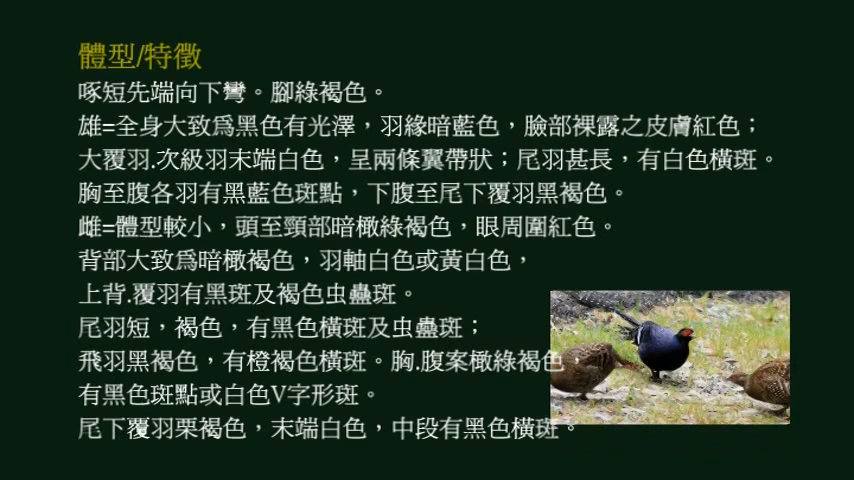 體型/特徵
啄短先端向下彎。腳綠褐色。
雄=全身大致為黑色有光澤，羽緣暗藍色，臉部裸露之皮膚紅色；
大覆羽.次級羽末端白色，呈兩條翼帶狀；尾羽甚長，有白色橫斑。
胸至腹各羽有黑藍色斑點，下腹至尾下覆羽黑褐色。
雌=體型較小，頭至頸部暗橄綠褐色，眼周圍紅色。
背部大致為暗橄褐色，羽軸白色或黃白色，
上背.覆羽有黑斑及褐色虫蠡斑。
尾羽短，褐色，有黑色橫斑及虫蠡斑；
飛羽黑褐色，有橙褐色橫斑。胸.腹案橄綠褐色，
有黑色斑點或白色V字形斑。
尾下覆羽栗褐色，末端白色，中段有黑色橫斑。